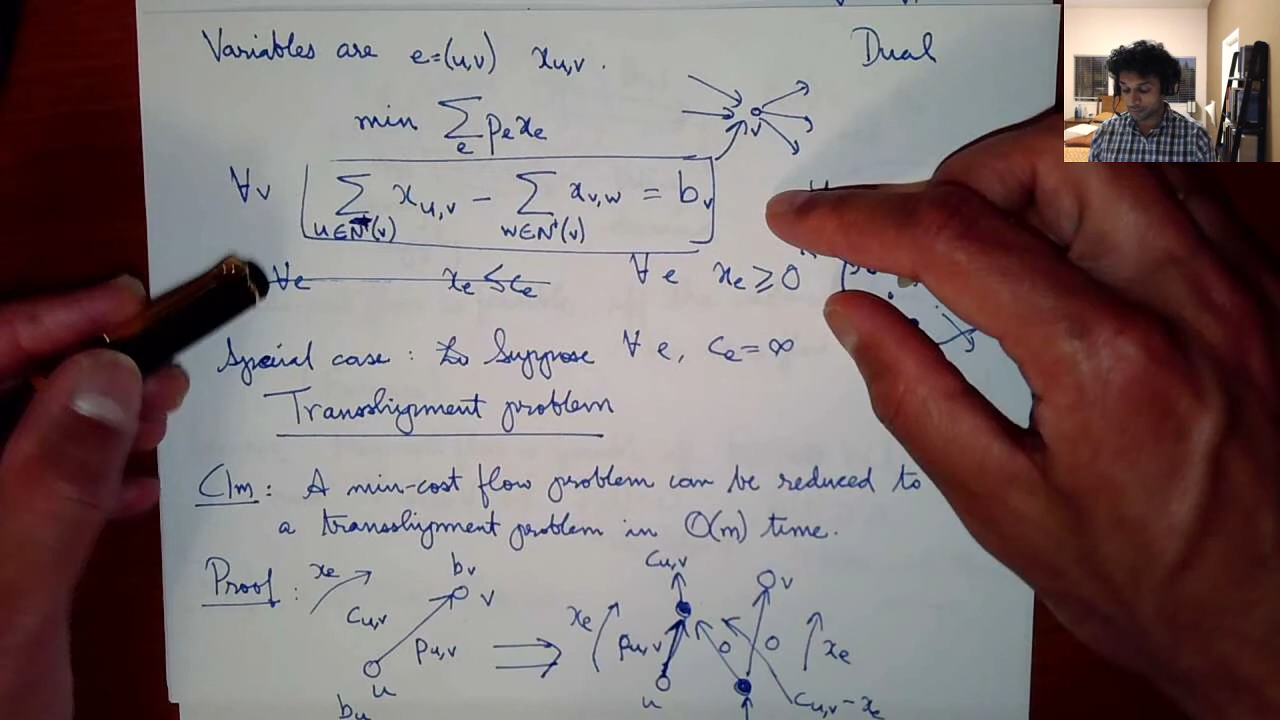 Variables are e=(u,v) x_{u,v}. Dual
min ∑_e p_e x_e
v
∀v ∑_{u∈N^-(v)} x_{u,v} - ∑_{w∈N^+(v)} x_{v,w} = b_v
∀e x_e ≤ c_e ∀e x_e ≥ 0
Special case: Suppose ∀e, c_e = ∞
Transshipment problem
Clm: A min-cost flow problem can be reduced to
a transshipment problem in O(m) time.
Proof: x_e b_v v c_{u,v} v
c_{u,v} p_{u,v} x_e p_{u,v} 0 0 x_e
u u
b_u c_{u,v} - x_e